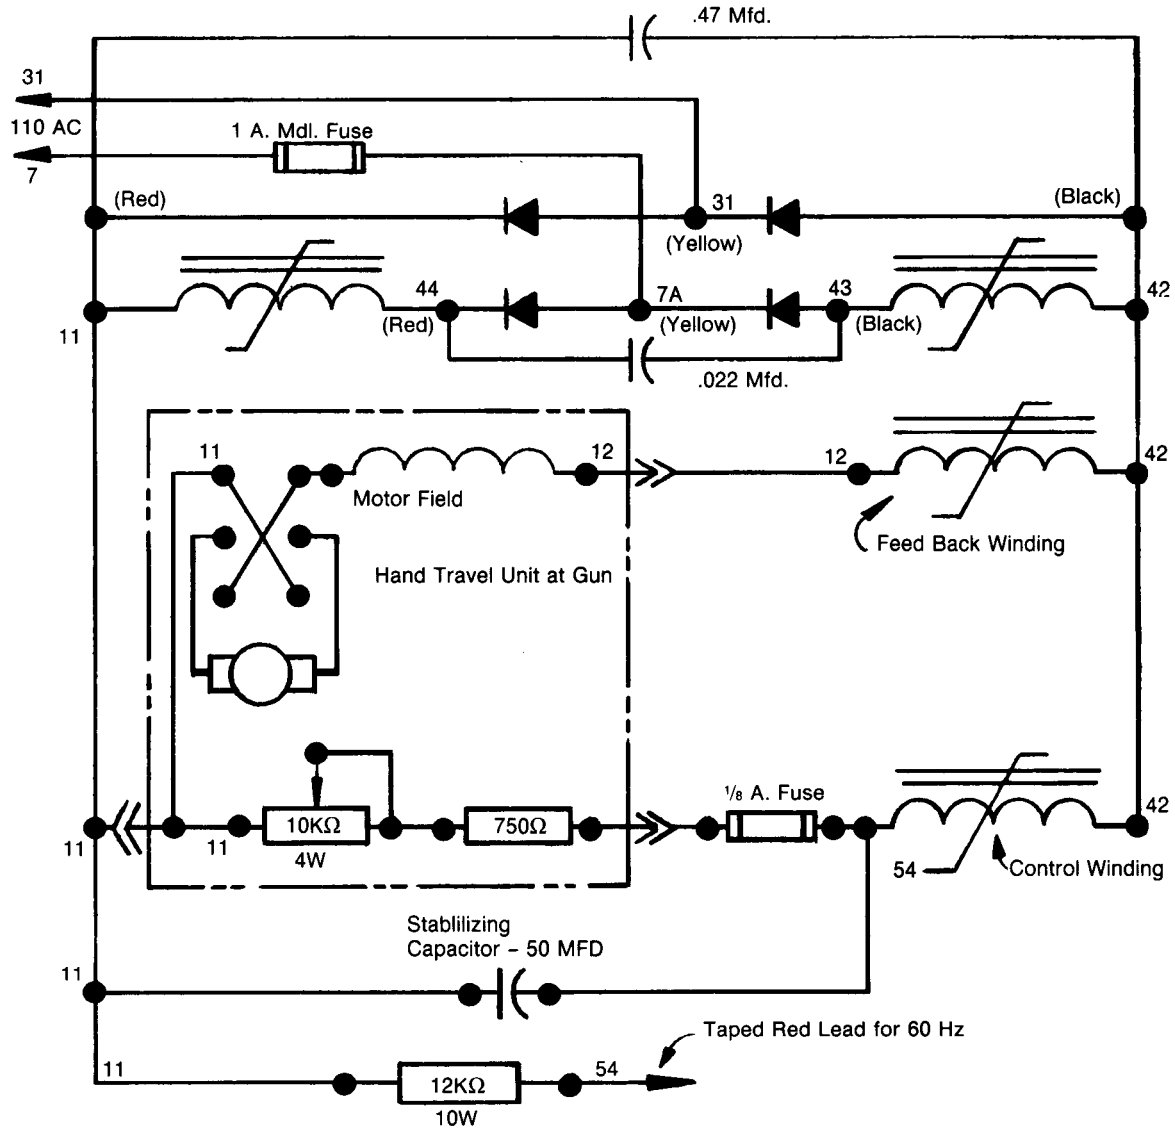 .47 Mfd.
31
110 AC
1 A. Mdl. Fuse
7
(Red)
31
(Black)
(Yellow)
44
7A
43
42
11
(Red)
(Yellow)
(Black)
.022 Mfd.
11
12
12
42
Motor Field
Feed Back Winding
Hand Travel Unit at Gun
1/8 A. Fuse
42
10KΩ
750Ω
11
11
4W
54
Control Winding
Stablilizing
Capacitor – 50 MFD
11
Taped Red Lead for 60 Hz
11
54
12KΩ
10W